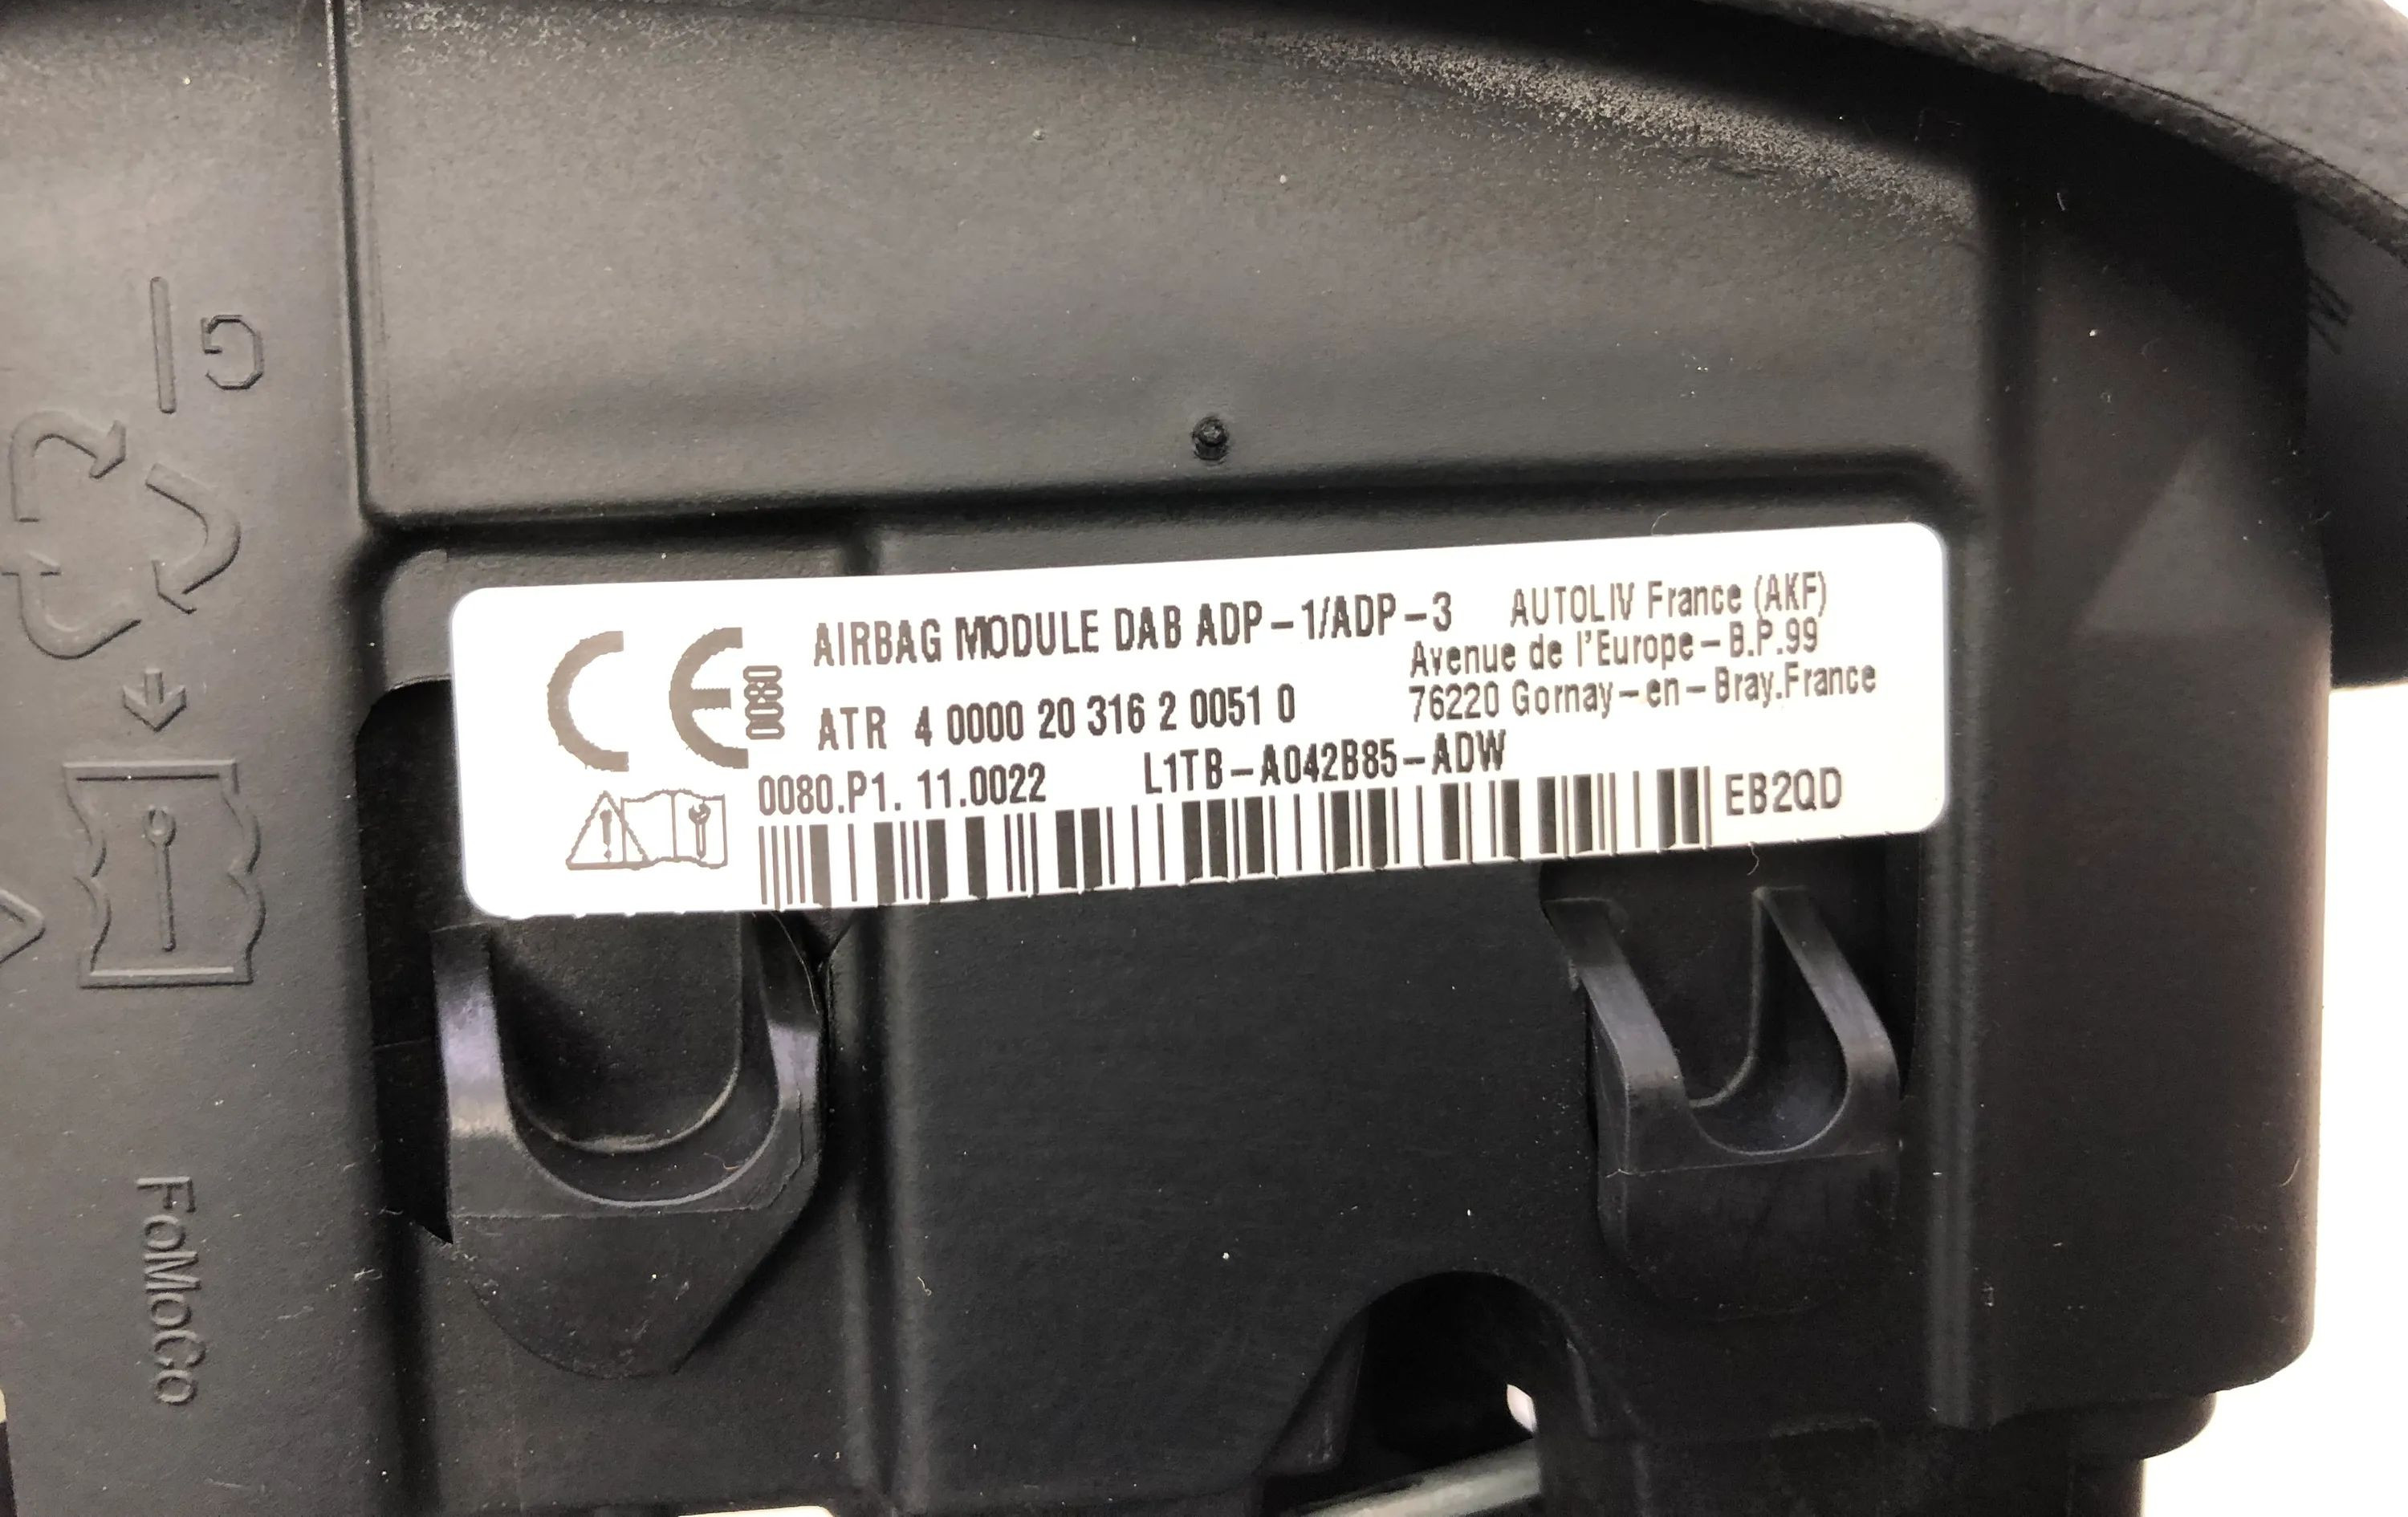 AIRBAG MODULE DAB ADP-1/ADP-3
AUTOLIV France (AKF)
Avenue de l'Europe-B.P.99
76220 Gornay-en-Bray.France
CE
0080
ATR 4 0000 20 316 2 0051 0
0080.P1. 11.0022 L1TB-A042B85-ADW
EB2QD
FoMoCo